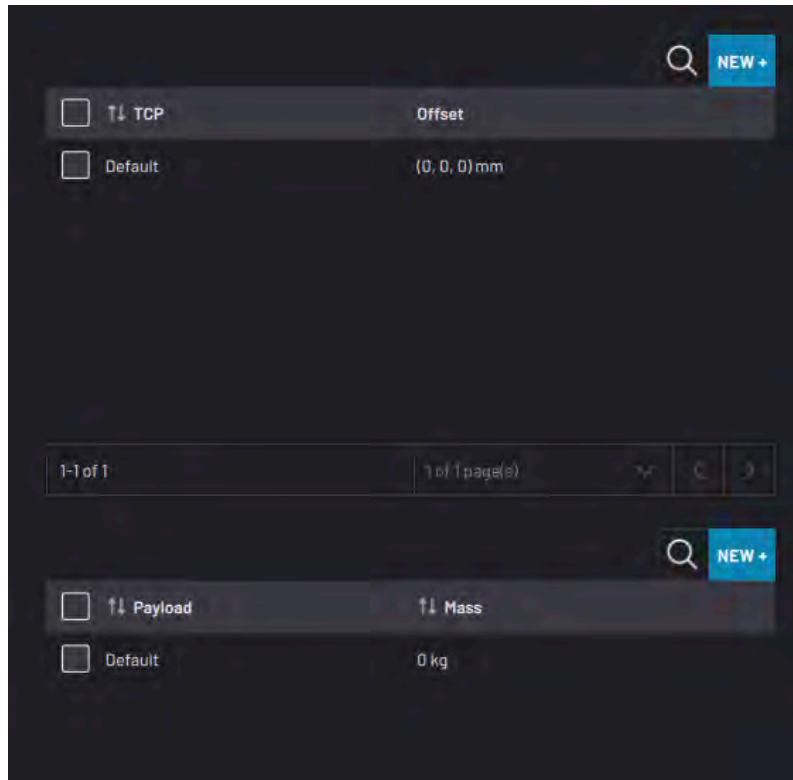 NEW +
↑↓ TCP Offset
Default (0, 0, 0) mm
1-1 of 1 1 of 1 page(s)
NEW +
↑↓ Payload ↑↓ Mass
Default 0 kg